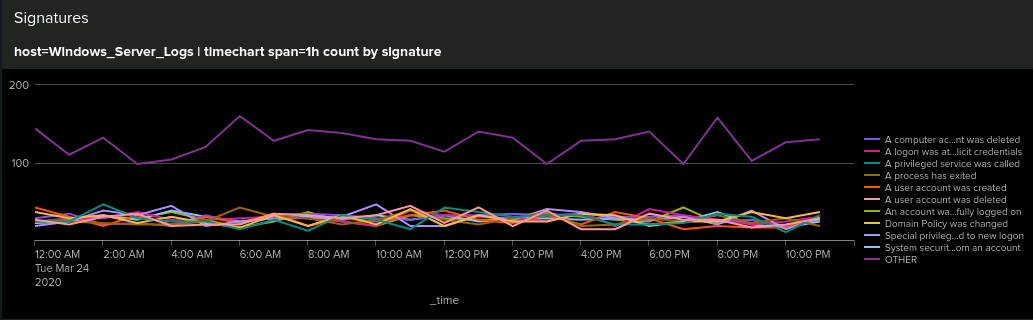 Signatures
host=Windows_Server_Logs | timechart span=1h count by signature
200
100
A computer ac...nt was deleted
A logon was at...licit credentials
A privileged service was called
A process has exited
A user account was created
A user account was deleted
An account wa...fully logged on
Domain Policy was changed
Special privileg...d to new logon
System securit...om an account
OTHER
12:00 AM 2:00 AM 4:00 AM 6:00 AM 8:00 AM 10:00 AM 12:00 PM 2:00 PM 4:00 PM 6:00 PM 8:00 PM 10:00 PM
Tue Mar 24
2020
_time